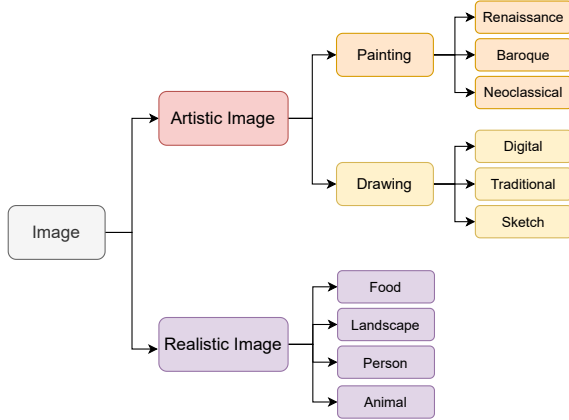 Image
Artistic Image
Painting
Renaissance
Baroque
Neoclassical
Drawing
Digital
Traditional
Sketch
Realistic Image
Food
Landscape
Person
Animal